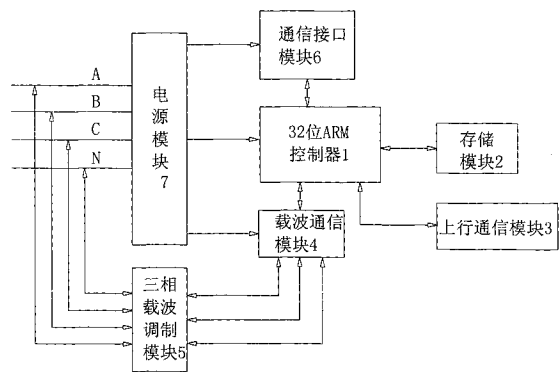 通信接口
模块6
A
B
C
N
电源模块7
32位ARM
控制器1
存储
模块2
载波通信
模块4
上行通信模块3
三相
载波
调制
模块5